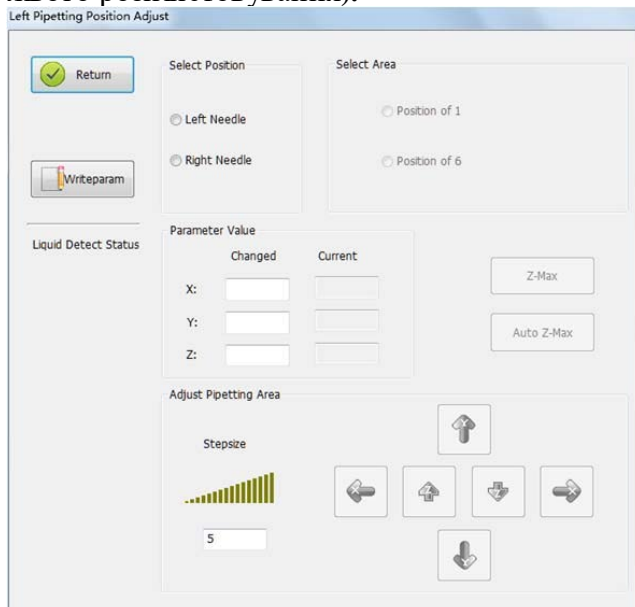 Left Pipetting Position Adjust
Return
Select Position
Select Area
Left Needle
Position of 1
Right Needle
Position of 6
Writeparam
Liquid Detect Status
Parameter Value
Changed
Current
X:
Y:
Z:
Z-Max
Auto Z-Max
Adjust Pipetting Area
Stepsize
5
Y
X
Z
Z
X
Y